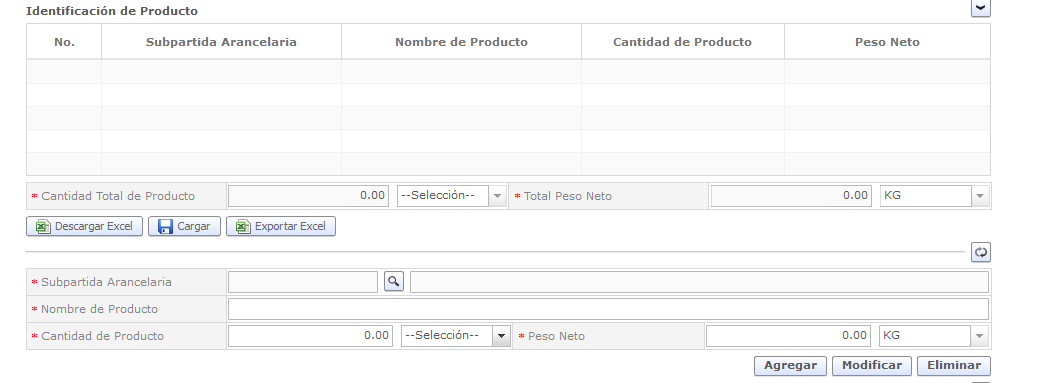 Identificación de Producto
No. Subpartida Arancelaria Nombre de Producto Cantidad de Producto Peso Neto
* Cantidad Total de Producto 0.00 --Selección-- * Total Peso Neto 0.00 KG
Descargar Excel Cargar Exportar Excel
* Subpartida Arancelaria
* Nombre de Producto
* Cantidad de Producto 0.00 --Selección-- * Peso Neto 0.00 KG
Agregar Modificar Eliminar